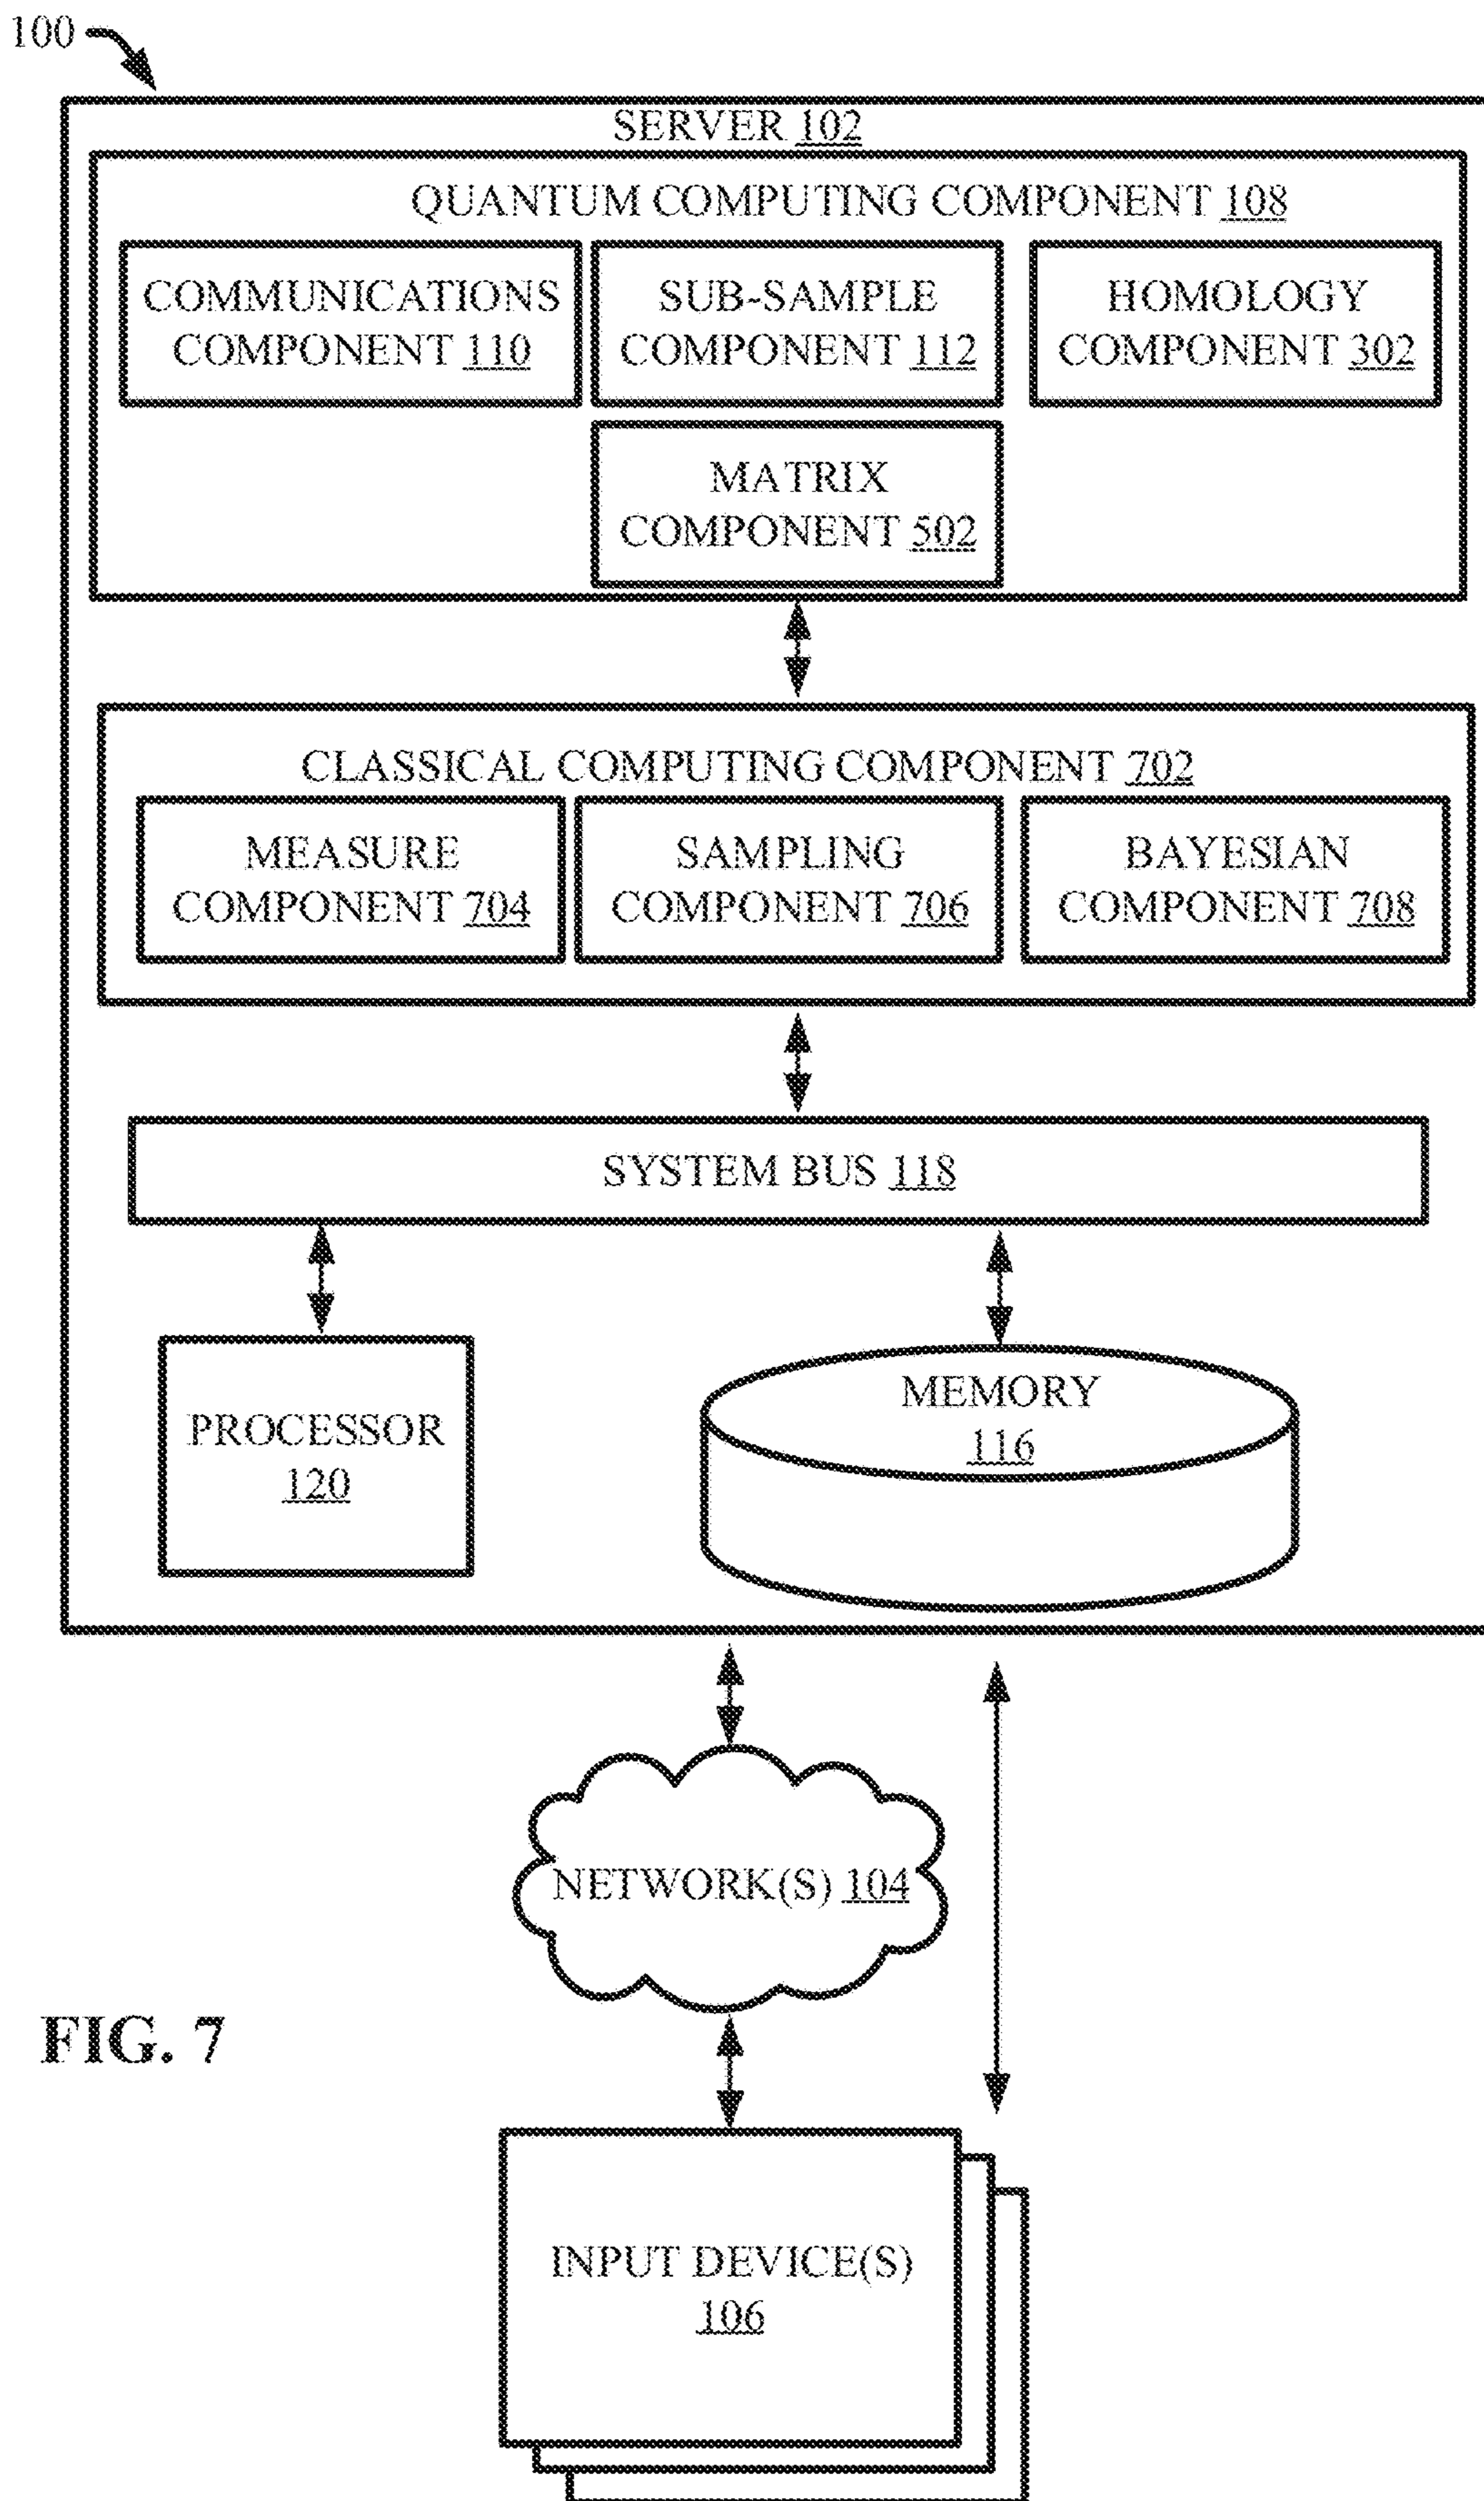 100
SERVER 102
QUANTUM COMPUTING COMPONENT 108
COMMUNICATIONS
COMPONENT 110
SUB-SAMPLE
COMPONENT 112
HOMOLOGY
COMPONENT 302
MATRIX
COMPONENT 502
CLASSICAL COMPUTING COMPONENT 702
MEASURE
COMPONENT 704
SAMPLING
COMPONENT 706
BAYESIAN
COMPONENT 708
SYSTEM BUS 118
PROCESSOR
120
MEMORY
116
NETWORK(S) 104
FIG. 7
INPUT DEVICE(S)
106